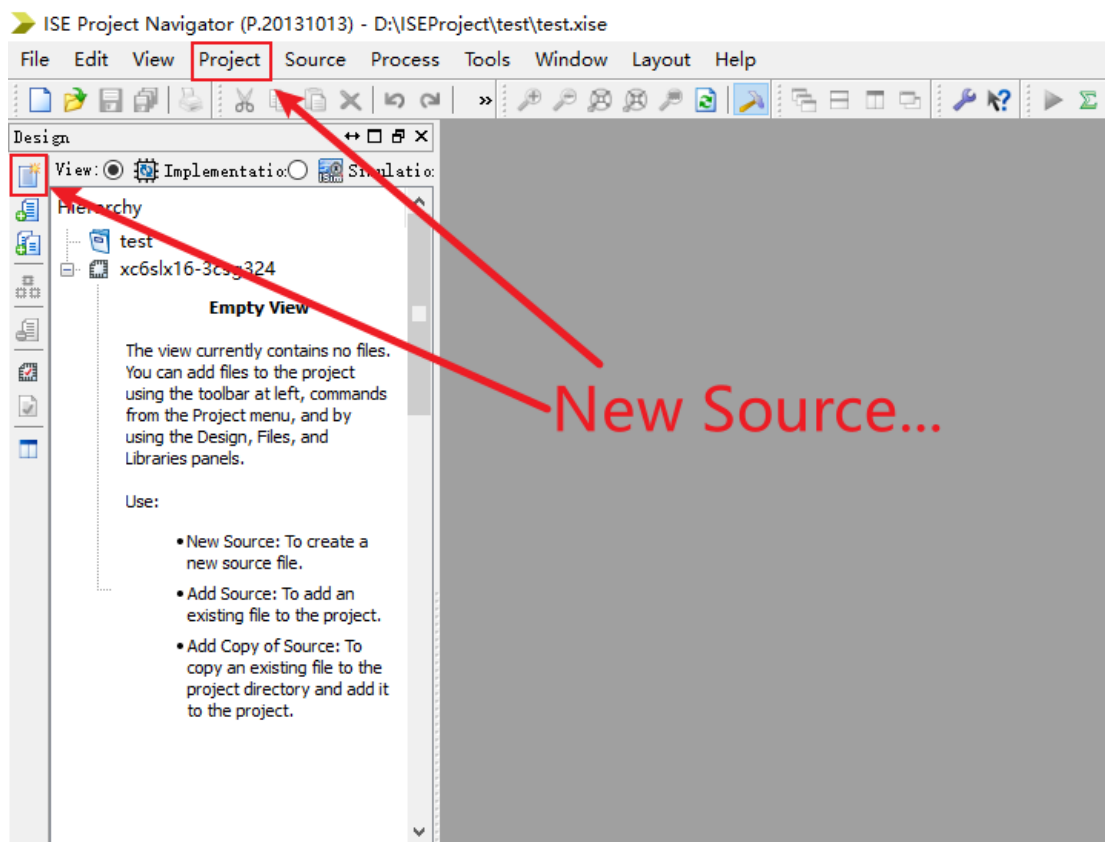 ISE Project Navigator (P.20131013) - D:\ISEProject\test\test.xise
File Edit View Project Source Process Tools Window Layout Help
»
Design
View: Implementatio: Simulatio:
Hierarchy
test
xc6slx16-3csg324
Empty View
The view currently contains no files.
You can add files to the project
using the toolbar at left, commands
from the Project menu, and by
using the Design, Files, and
Libraries panels.
Use:
•New Source: To create a
new source file.
•Add Source: To add an
existing file to the project.
•Add Copy of Source: To
copy an existing file to the
project directory and add it
to the project.
New Source...